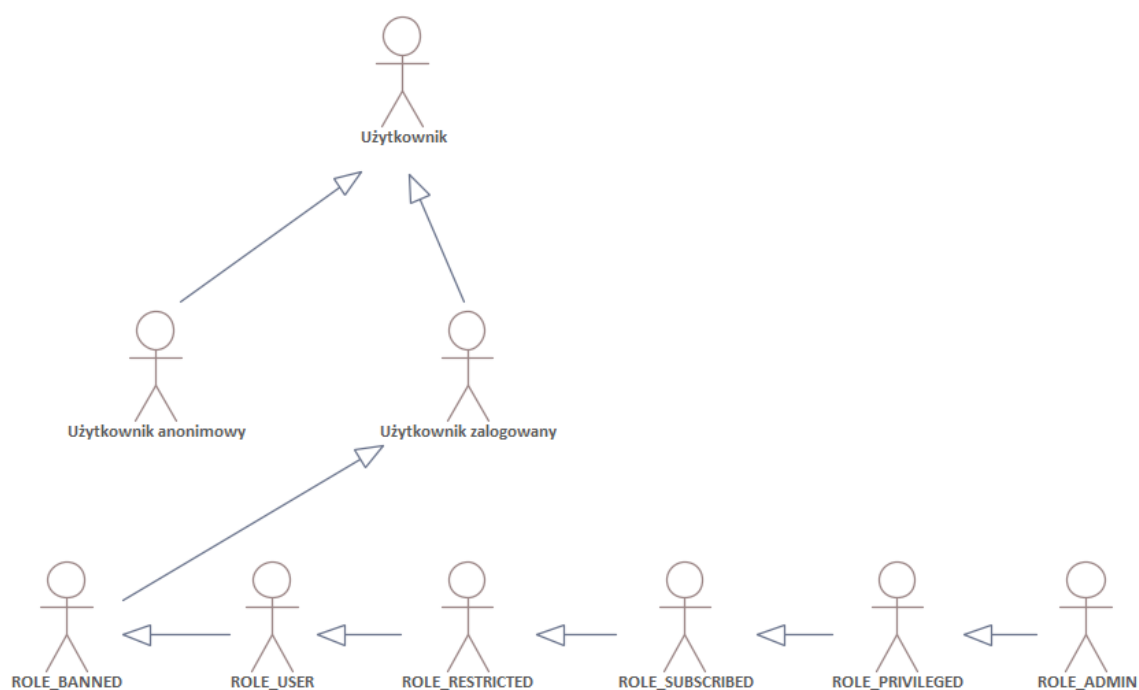 Użytkownik
Użytkownik anonimowy
Użytkownik zalogowany
ROLE_BANNED
ROLE_USER
ROLE_RESTRICTED
ROLE_SUBSCRIBED
ROLE_PRIVILEGED
ROLE_ADMIN